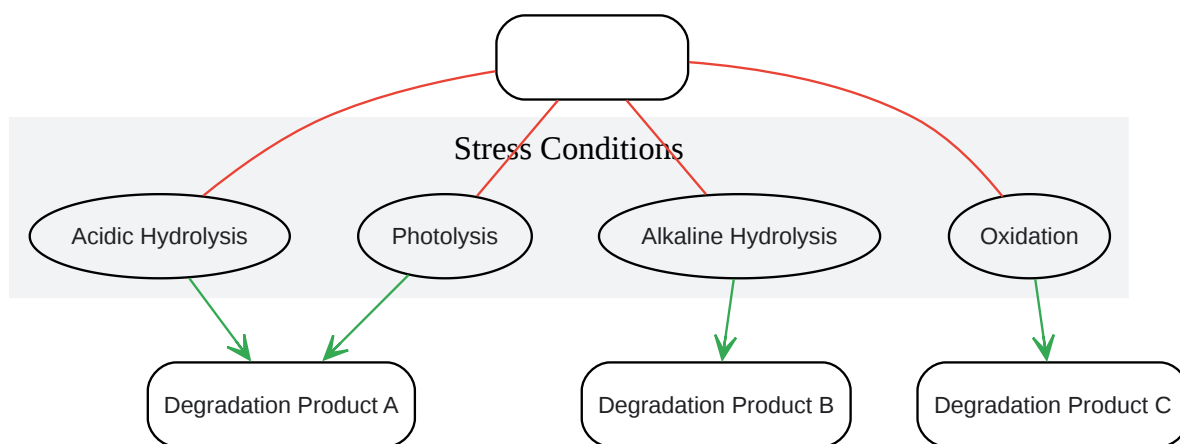 Stress Conditions
Acidic Hydrolysis
Photolysis
Alkaline Hydrolysis
Oxidation
Degradation Product A
Degradation Product B
Degradation Product C